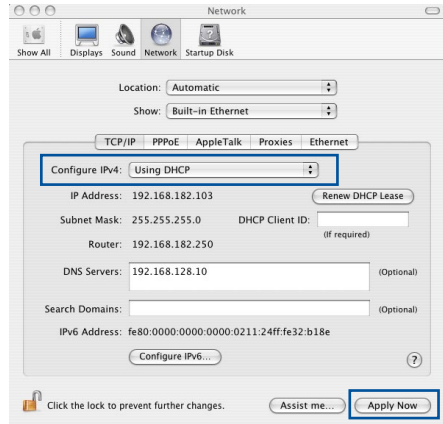 Network
Show All Displays Sound Network Startup Disk
Location: Automatic
Show: Built-in Ethernet
TCP/IP PPPoE AppleTalk Proxies Ethernet
Configure IPv4: Using DHCP
IP Address: 192.168.182.103 Renew DHCP Lease
Subnet Mask: 255.255.255.0 DHCP Client ID:
(If required)
Router: 192.168.182.250
DNS Servers: 192.168.128.10 (Optional)
Search Domains: (Optional)
IPv6 Address: fe80:0000:0000:0000:0211:24ff:fe32:b18e
Configure IPv6... ?
Click the lock to prevent further changes. Assist me... Apply Now